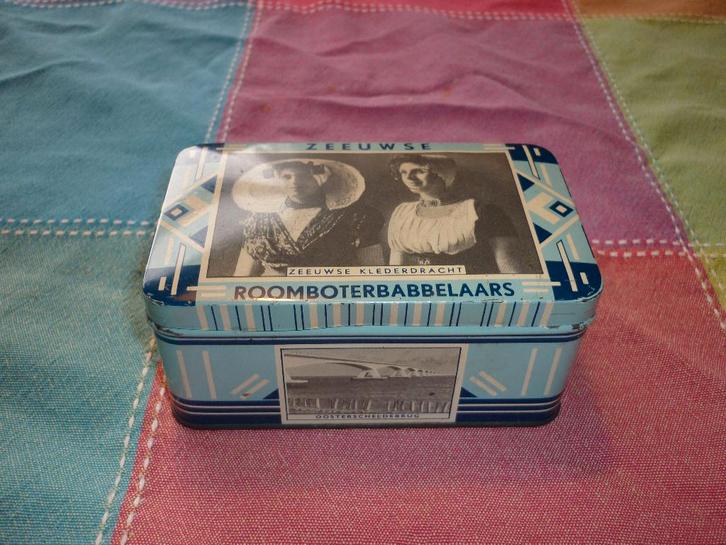 ZEEUWSE
ZEEUWSE KLEDERDRACHT
ROOMBOTERBABBELAARS
OOSTERSCHELDEBRUG